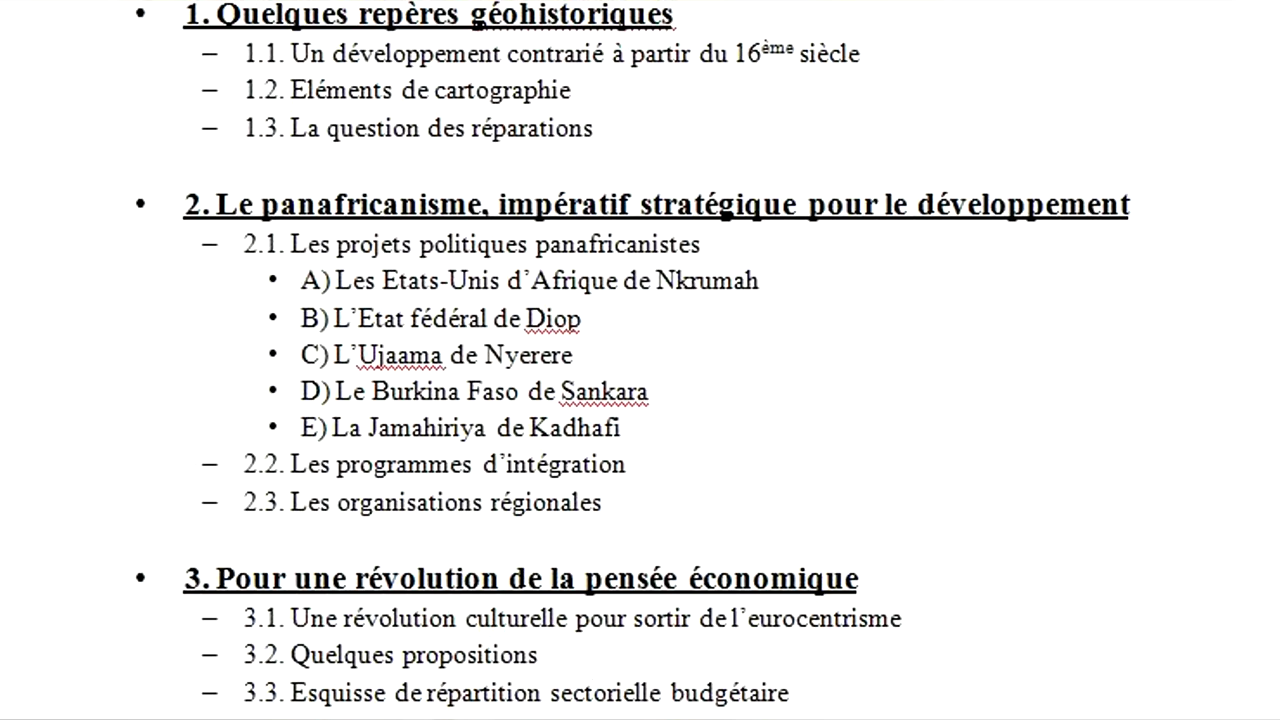 • 1. Quelques repères géohistoriques
– 1.1. Un développement contrarié à partir du 16ème siècle
– 1.2. Eléments de cartographie
– 1.3. La question des réparations
• 2. Le panafricanisme, impératif stratégique pour le développement
– 2.1. Les projets politiques panafricanistes
• A) Les Etats-Unis d’Afrique de Nkrumah
• B) L’Etat fédéral de Diop
• C) L’Ujaama de Nyerere
• D) Le Burkina Faso de Sankara
• E) La Jamahiriya de Kadhafi
– 2.2. Les programmes d’intégration
– 2.3. Les organisations régionales
• 3. Pour une révolution de la pensée économique
– 3.1. Une révolution culturelle pour sortir de l’eurocentrisme
– 3.2. Quelques propositions
– 3.3. Esquisse de répartition sectorielle budgétaire